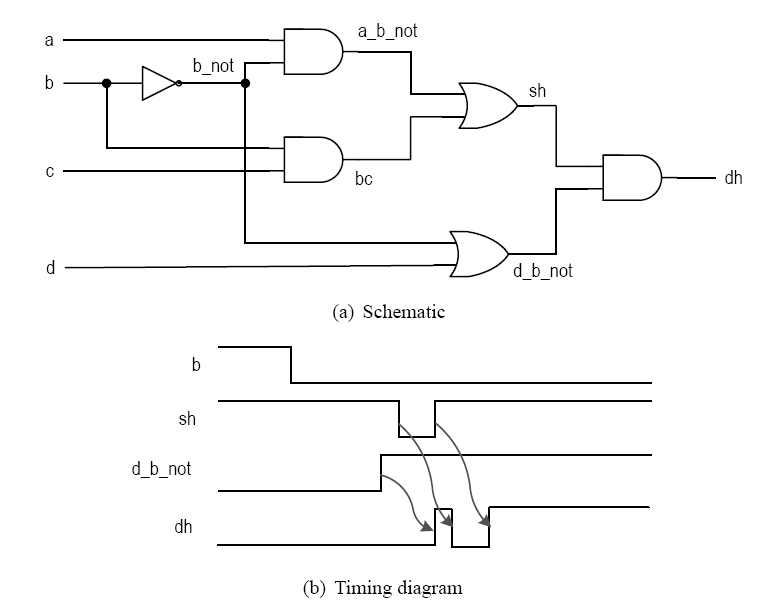 a
a_b_not
b
b_not
sh
c
bc
dh
d
d_b_not
(a) Schematic
b
sh
d_b_not
dh
(b) Timing diagram